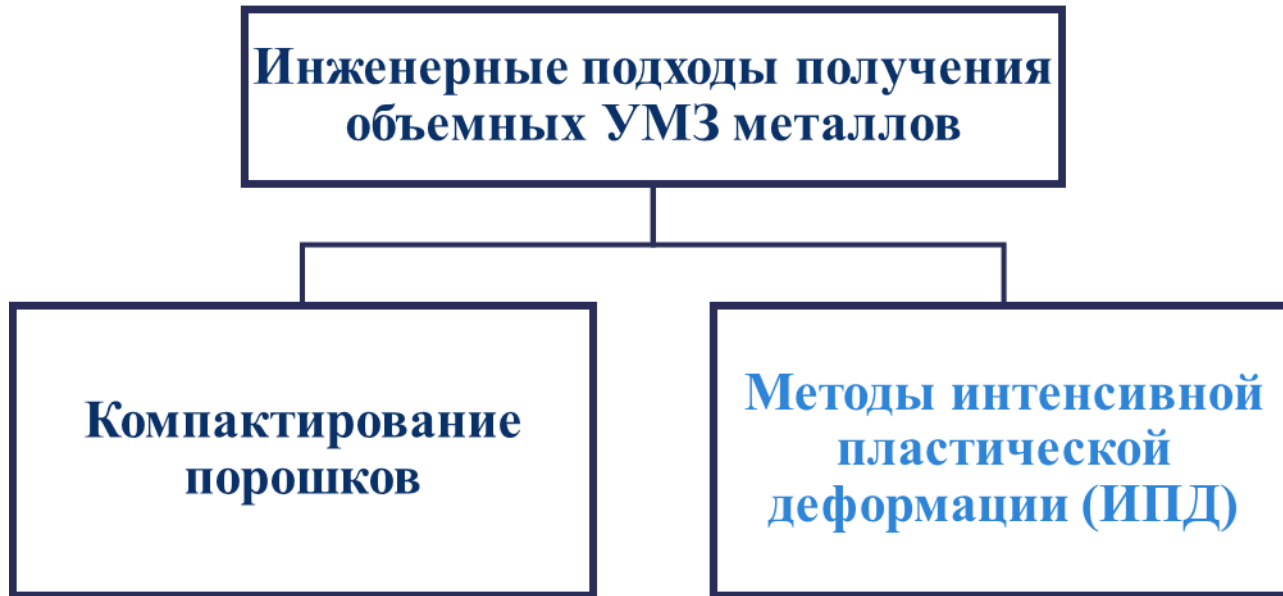 Инженерные подходы получения
объемных УМЗ металлов
Компактирование
порошков
Методы интенсивной
пластической
деформации (ИПД)